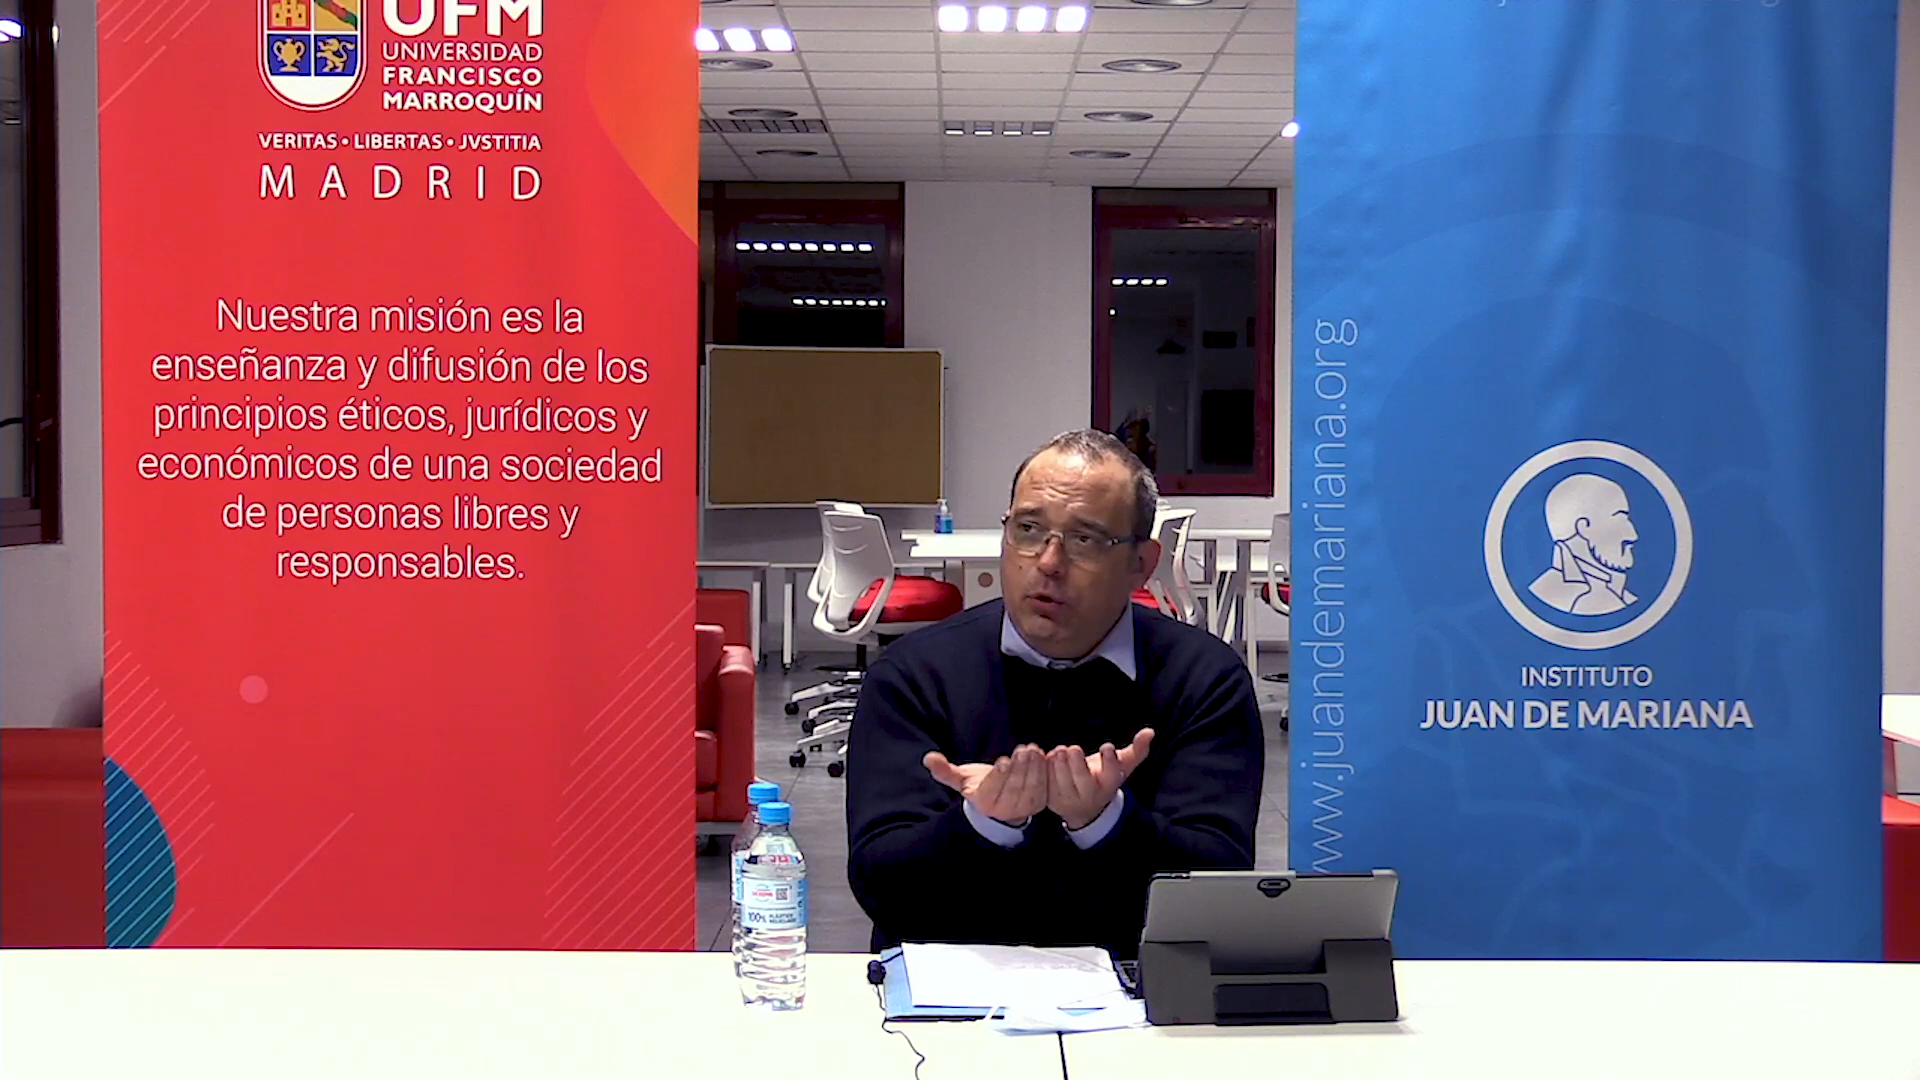 UFM
UNIVERSIDAD
FRANCISCO
MARROQUÍN
VERITAS • LIBERTAS • JVSTITIA
MADRID
Nuestra misión es la
enseñanza y difusión de los
principios éticos, jurídicos y
económicos de una sociedad
de personas libres y
responsables.
www.juandemariana.org
INSTITUTO
JUAN DE MARIANA
100%